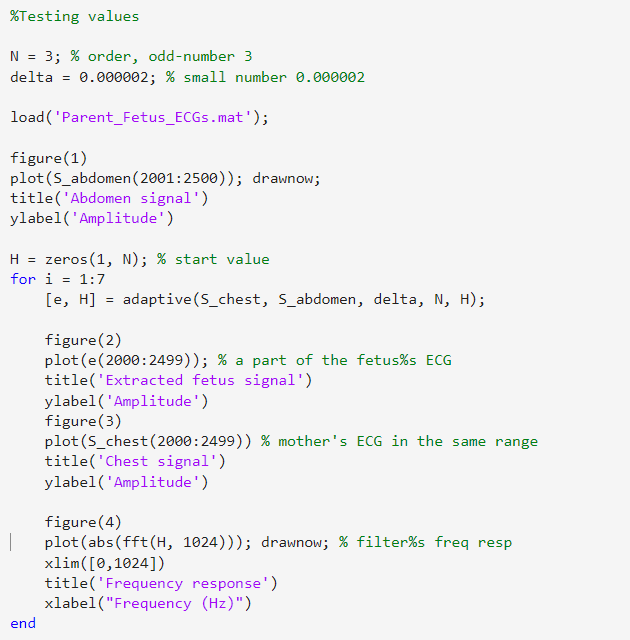 %Testing values
N = 3; % order, odd-number 3
delta = 0.000002; % small number 0.000002
load('Parent_Fetus_ECGs.mat');
figure(1)
plot(S_abdomen(2001:2500)); drawnow;
title('Abdomen signal')
ylabel('Amplitude')
H = zeros(1, N); % start value
for i = 1:7
[e, H] = adaptive(S_chest, S_abdomen, delta, N, H);
figure(2)
plot(e(2000:2499)); % a part of the fetus%s ECG
title('Extracted fetus signal')
ylabel('Amplitude')
figure(3)
plot(S_chest(2000:2499)) % mother's ECG in the same range
title('Chest signal')
ylabel('Amplitude')
figure(4)
plot(abs(fft(H, 1024))); drawnow; % filter%s freq resp
xlim([0,1024])
title('Frequency response')
xlabel("Frequency (Hz)")
end